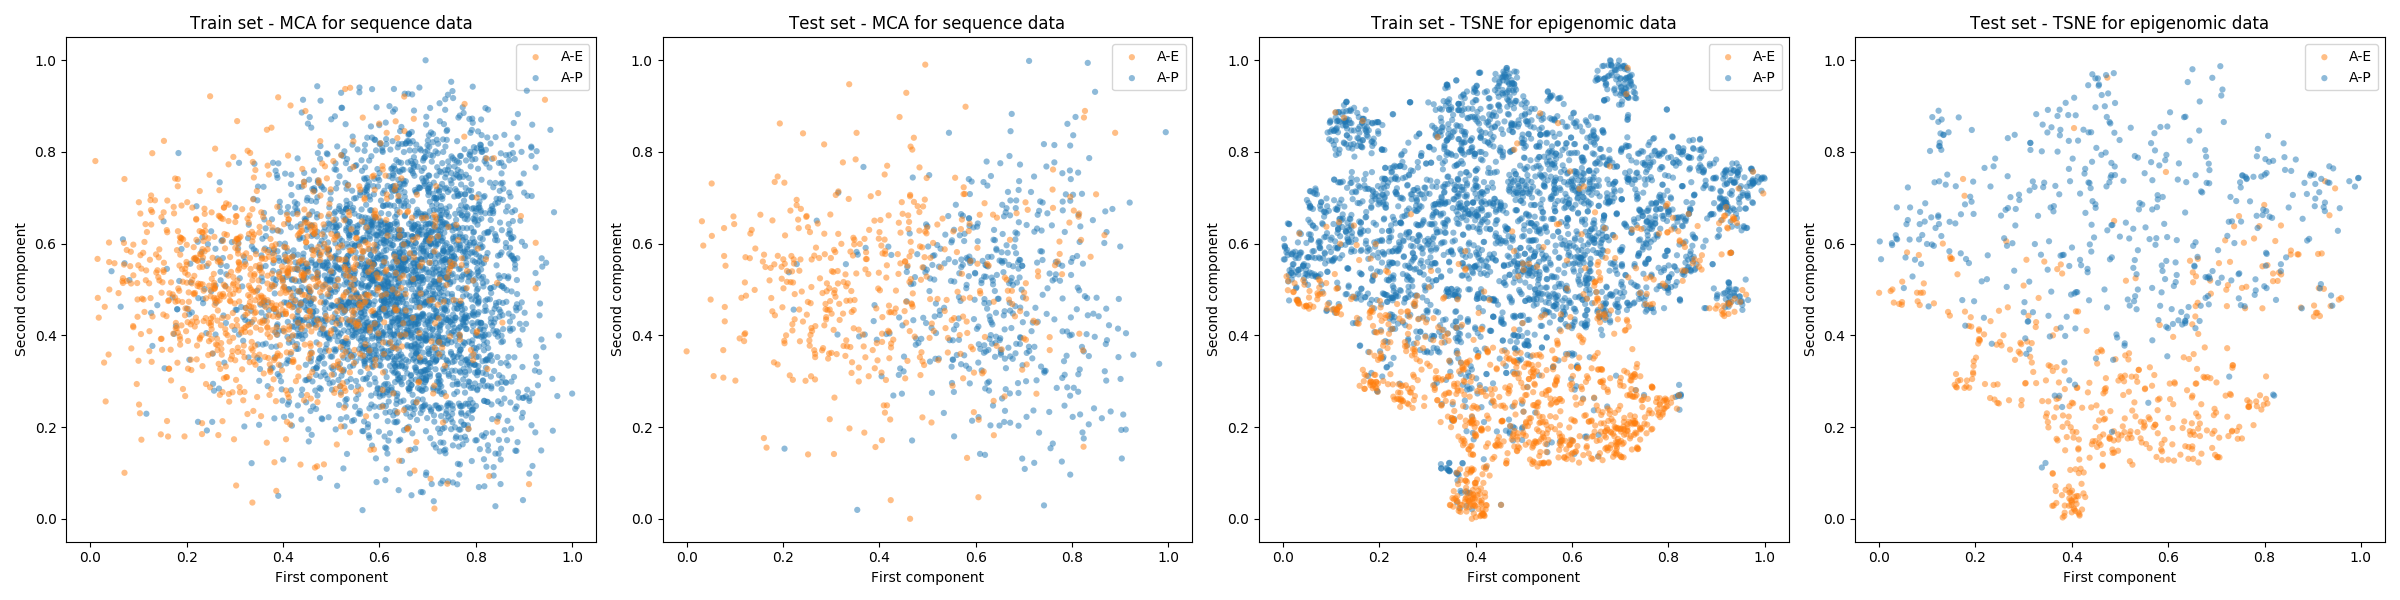 Train set - MCA for sequence data
A-E
A-P
1.0
0.8
0.6
0.4
0.2
0.0
Second component
0.0 0.2 0.4 0.6 0.8 1.0
First component
Test set - MCA for sequence data
A-E
A-P
1.0
0.8
0.6
0.4
0.2
0.0
Second component
0.0 0.2 0.4 0.6 0.8 1.0
First component
Train set - TSNE for epigenomic data
A-E
A-P
1.0
0.8
0.6
0.4
0.2
0.0
Second component
0.0 0.2 0.4 0.6 0.8 1.0
First component
Test set - TSNE for epigenomic data
A-E
A-P
1.0
0.8
0.6
0.4
0.2
0.0
Second component
0.0 0.2 0.4 0.6 0.8 1.0
First component